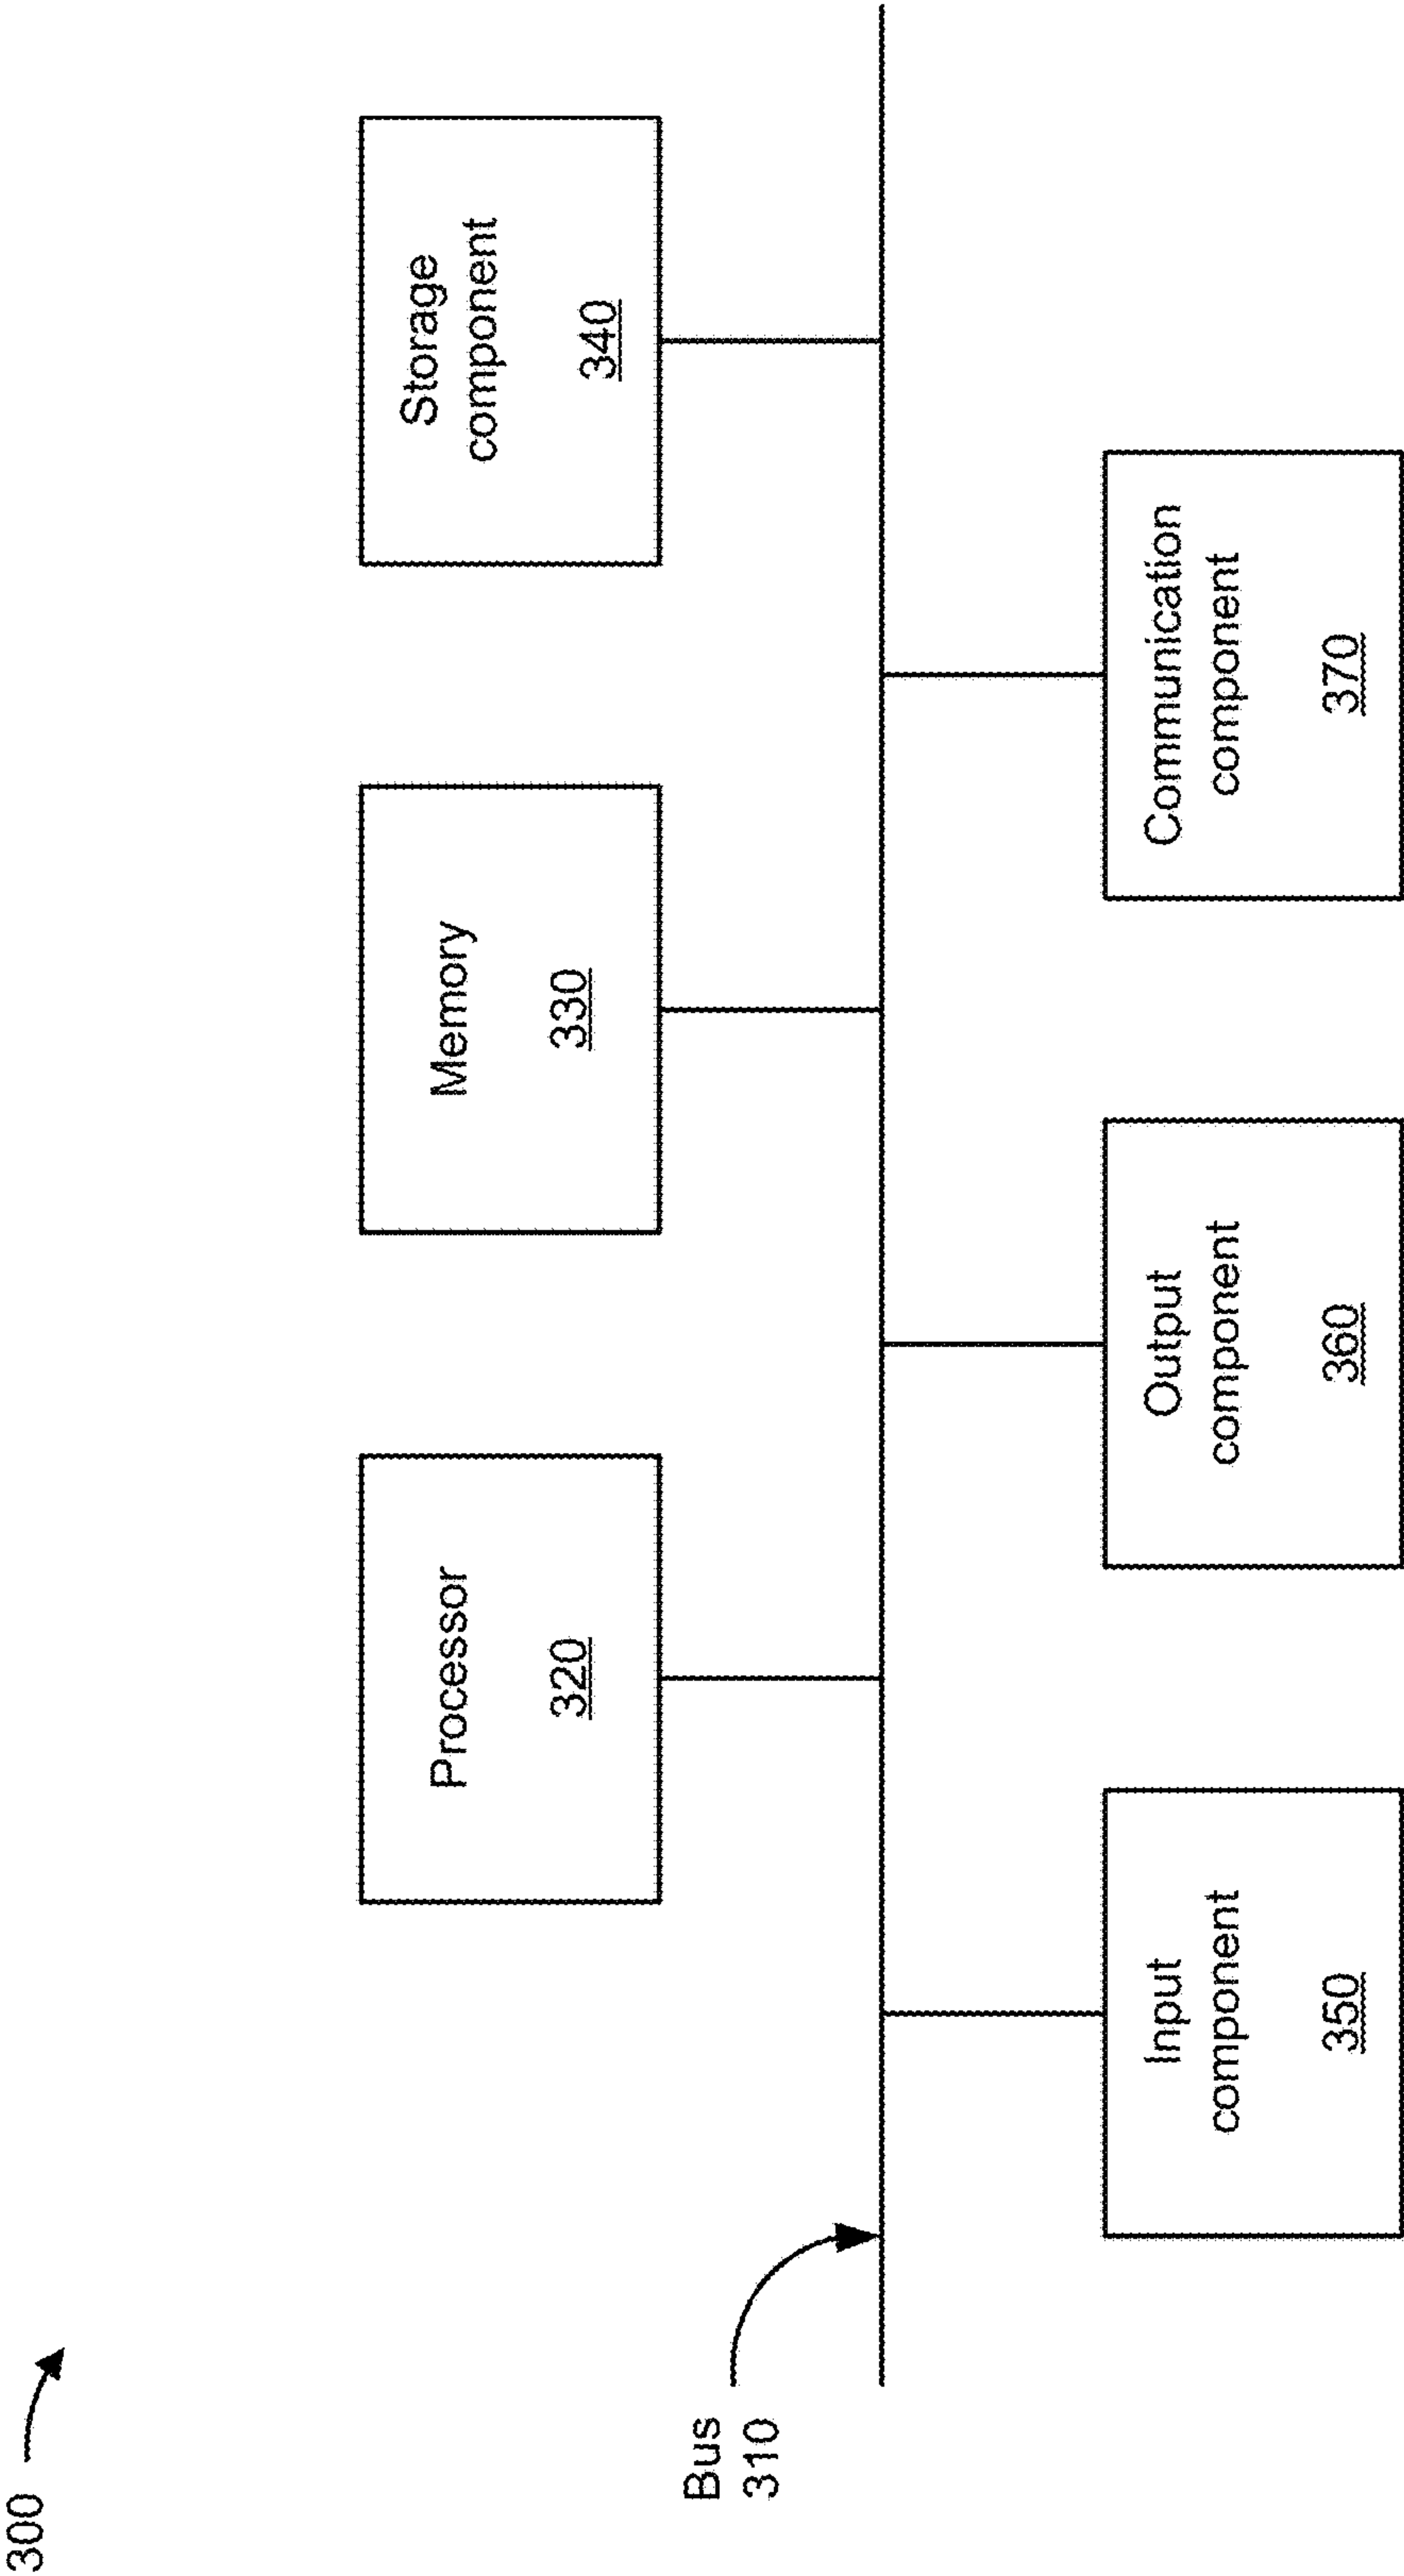 300
Processor
320
Memory
330
Storage
component
340
Bus
310
Input
component
350
Output
component
360
Communication
component
370